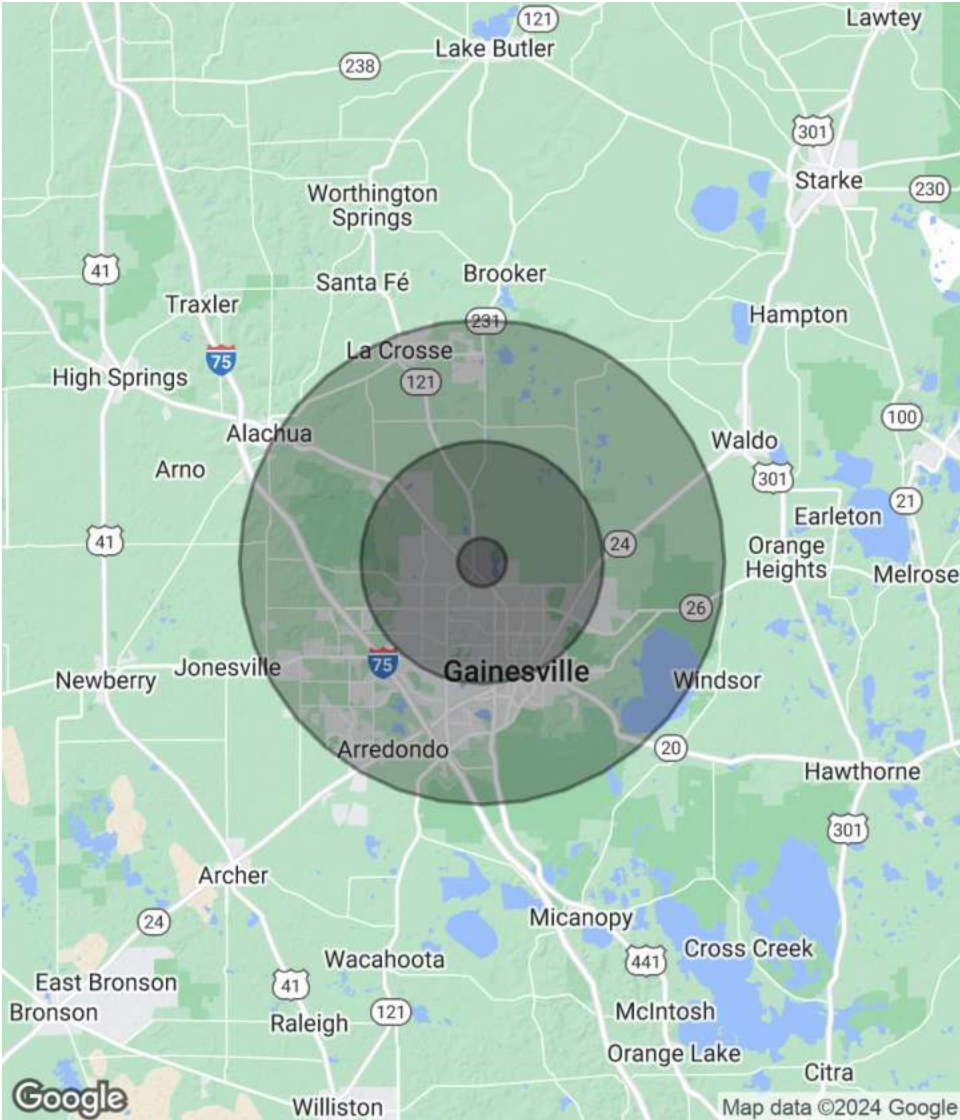 121
Lawtey
Lake Butler
238
301
Starke
230
Worthington
Springs
41
Santa Fé
Brooker
Traxler
231
Hampton
75
La Crosse
High Springs
121
100
Alachua
Waldo
Arno
301
21
Earleton
41
24
Orange
Heights
Melrose
26
75
Jonesville
Gainesville
Newberry
Windsor
Arredondo
20
Hawthorne
301
Archer
24
Micanopy
Wacahoota
441
Cross Creek
East Bronson
41
Bronson
121
McIntosh
Raleigh
Orange Lake
Citra
Google
Williston
Map data ©2024 Google